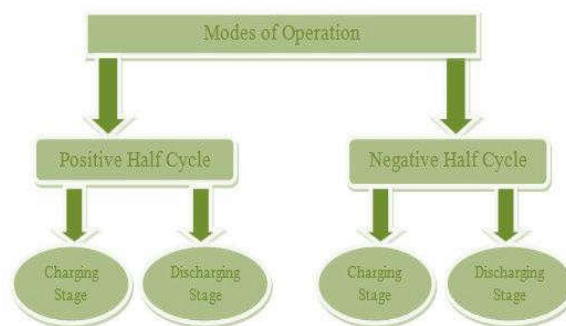 Modes of Operation
Positive Half Cycle
Negative Half Cycle
Charging
Stage
Discharging
Stage
Charging
Stage
Discharging
Stage